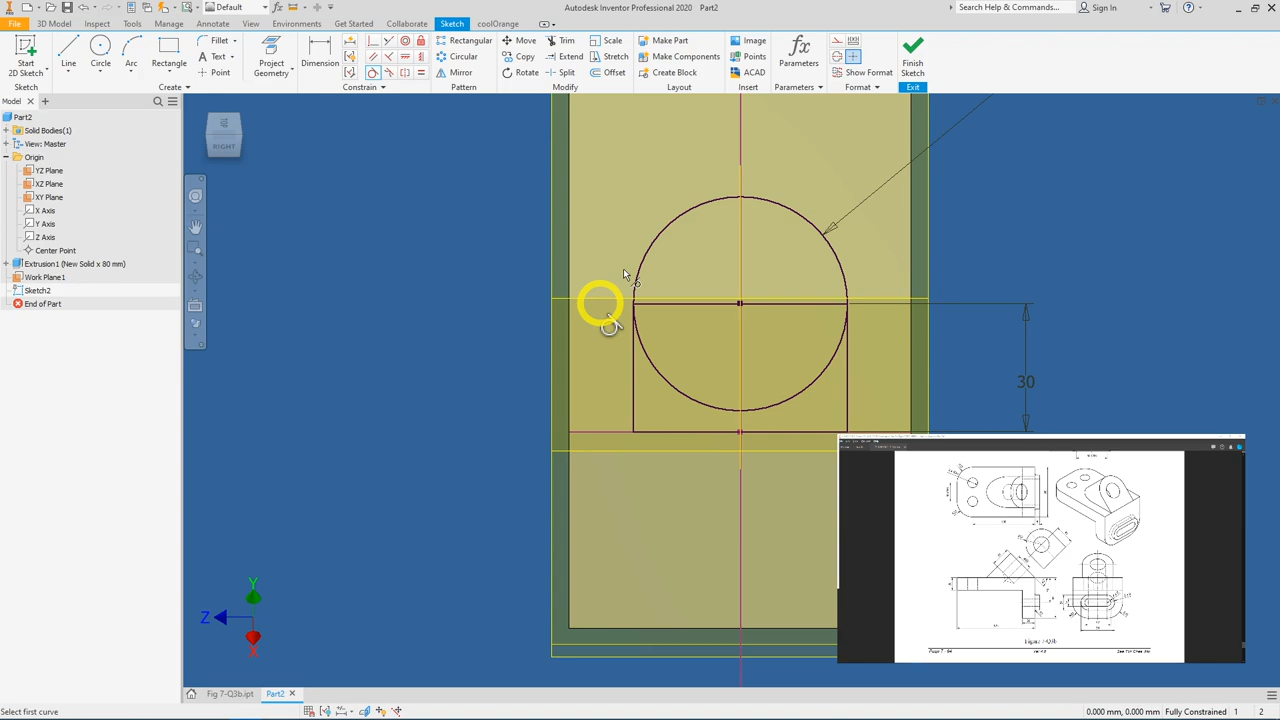 Default
Autodesk Inventor Professional 2020  Part2
Search Help & Commands...
Sign In
File
3D Model
Inspect
Tools
Manage
Annotate
View
Environments
Get Started
Collaborate
Sketch
coolOrange
Start
2D Sketch
Line
Circle
Arc
Rectangle
Fillet
Text
Point
Project
Geometry
Dimension
Rectangular
Circular
Mirror
Move
Copy
Rotate
Trim
Extend
Split
Scale
Stretch
Offset
Make Part
Make Components
Create Block
Image
Points
ACAD
Parameters
Show Format
Finish
Sketch
Sketch
Create
Constrain
Pattern
Modify
Layout
Insert
Parameters
Format
Exit
Model
Part2
Solid Bodies(1)
View: Master
Origin
YZ Plane
XZ Plane
XY Plane
X Axis
Y Axis
Z Axis
Center Point
Extrusion1 (New Solid x 80 mm)
Work Plane1
Sketch2
End of Part
RIGHT
30
Y
Z
X
Fig 7-Q3b.ipt
Part2
Select first curve
0.000 mm, 0.000 mm
Fully Constrained
1
2